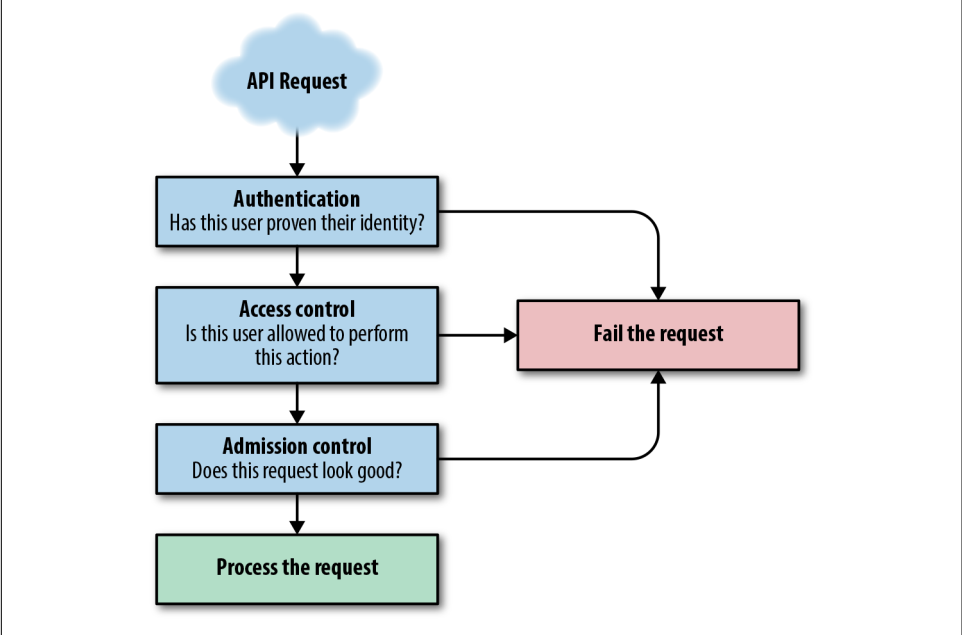 API Request
Authentication
Has this user proven their identity?
Access control
Is this user allowed to perform
this action?
Fail the request
Admission control
Does this request look good?
Process the request